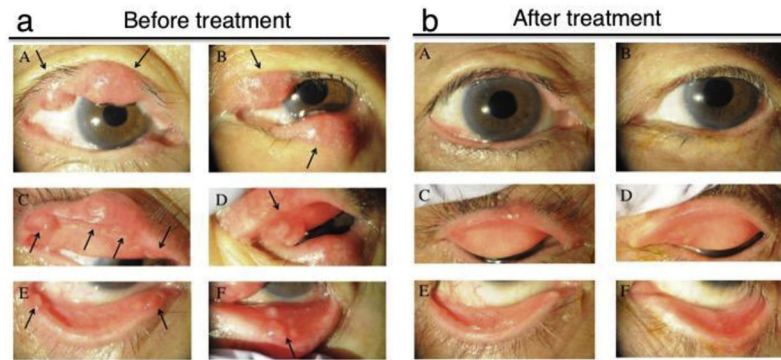 a Before treatment
A B
C D
E F
b After treatment
A B
C D
E F